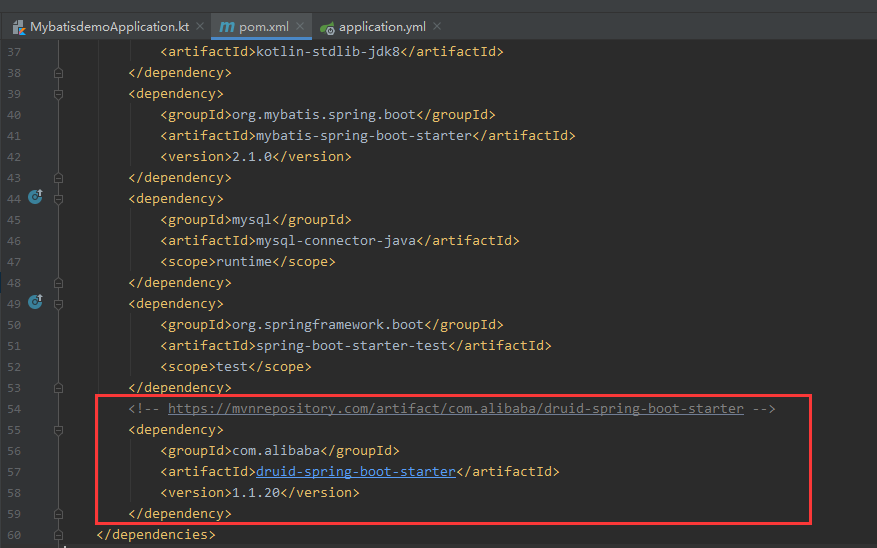 MybatisdemoApplication.kt × m pom.xml × application.yml ×
37 <artifactId>kotlin-stdlib-jdk8</artifactId>
38 </dependency>
39 <dependency>
40 <groupId>org.mybatis.spring.boot</groupId>
41 <artifactId>mybatis-spring-boot-starter</artifactId>
42 <version>2.1.0</version>
43 </dependency>
44 <dependency>
45 <groupId>mysql</groupId>
46 <artifactId>mysql-connector-java</artifactId>
47 <scope>runtime</scope>
48 </dependency>
49 <dependency>
50 <groupId>org.springframework.boot</groupId>
51 <artifactId>spring-boot-starter-test</artifactId>
52 <scope>test</scope>
53 </dependency>
54 <!-- https://mvnrepository.com/artifact/com.alibaba/druid-spring-boot-starter -->
55 <dependency>
56 <groupId>com.alibaba</groupId>
57 <artifactId>druid-spring-boot-starter</artifactId>
58 <version>1.1.20</version>
59 </dependency>
60 </dependencies>